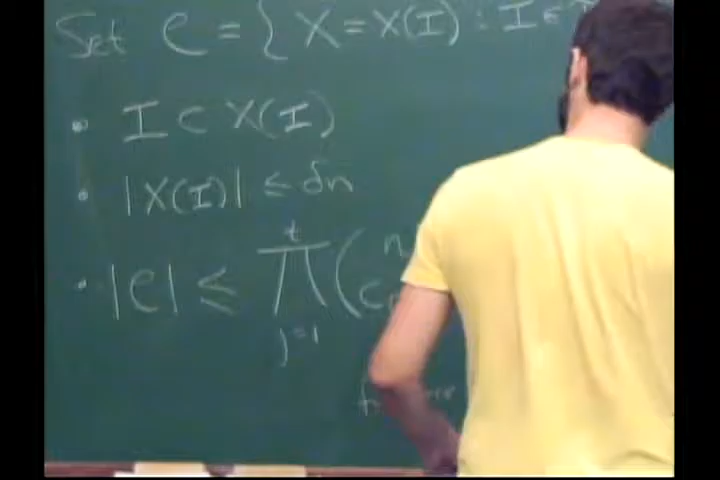 Set C = { X = X(I) : I ∈
• I ⊂ X(I)
• |X(I)| ≤ δn
• |C| ≤ ∏_{j=1}^{t} ( n